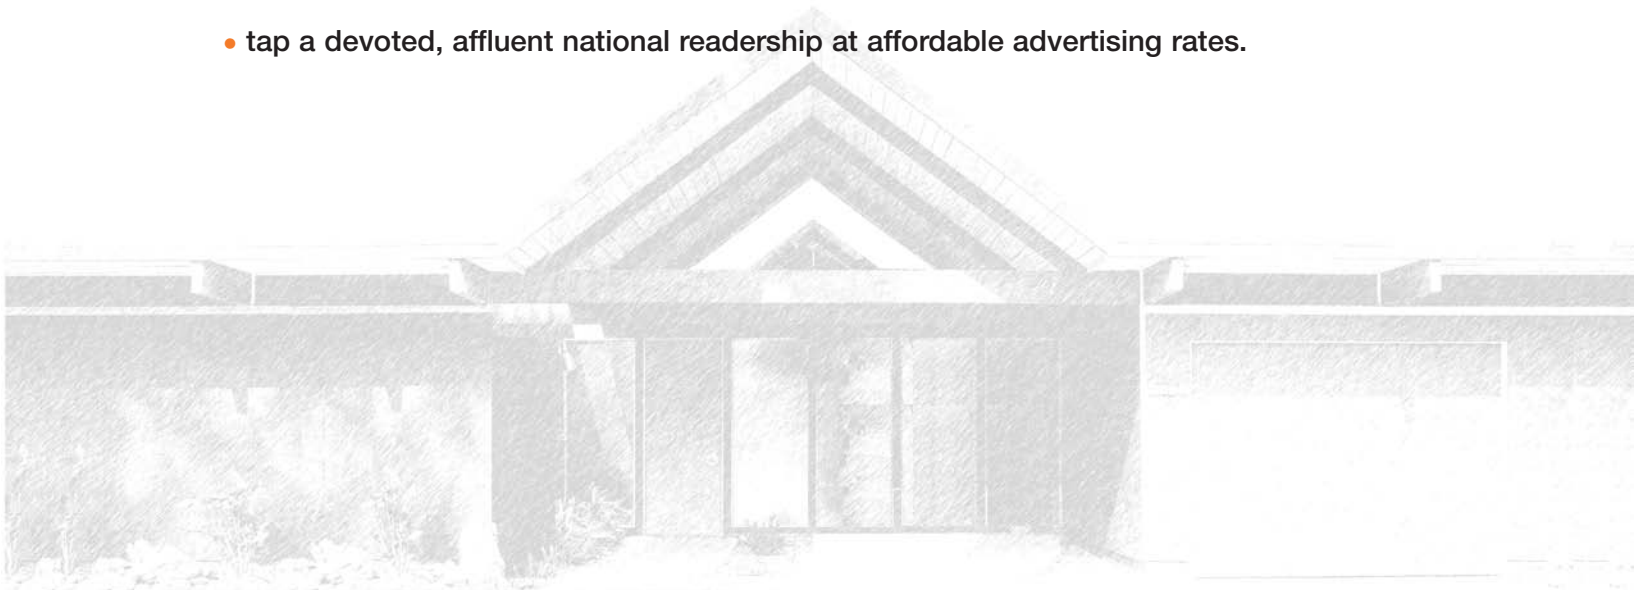 • tap a devoted, affluent national readership at affordable advertising rates.